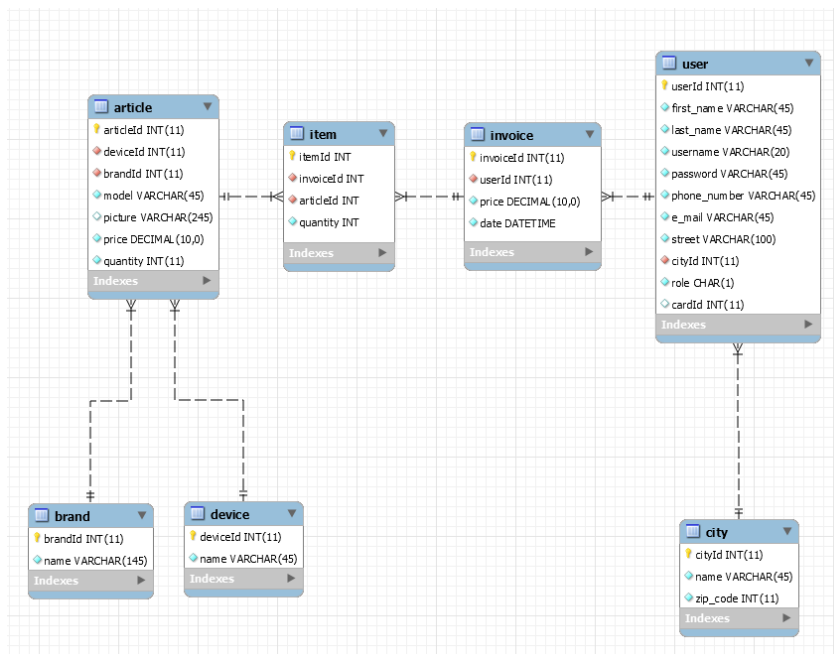 article
articleId INT(11)
deviceId INT(11)
brandId INT(11)
model VARCHAR(45)
picture VARCHAR(245)
price DECIMAL(10,0)
quantity INT(11)
Indexes
item
itemId INT
invoiceId INT
articleId INT
quantity INT
Indexes
invoice
invoiceId INT(11)
userId INT(11)
price DECIMAL(10,0)
date DATETIME
Indexes
user
userId INT(11)
first_name VARCHAR(45)
last_name VARCHAR(45)
username VARCHAR(20)
password VARCHAR(45)
phone_number VARCHAR(45)
e_mail VARCHAR(45)
street VARCHAR(100)
cityId INT(11)
role CHAR(1)
cardId INT(11)
Indexes
brand
brandId INT(11)
name VARCHAR(145)
Indexes
device
deviceId INT(11)
name VARCHAR(45)
Indexes
city
cityId INT(11)
name VARCHAR(45)
zip_code INT(11)
Indexes